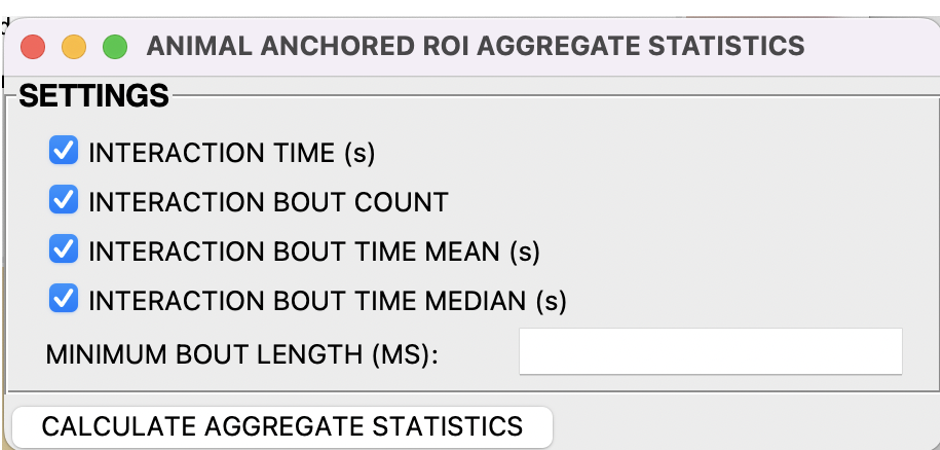 ANIMAL ANCHORED ROI AGGREGATE STATISTICS
SETTINGS
INTERACTION TIME (s)
INTERACTION BOUT COUNT
INTERACTION BOUT TIME MEAN (s)
INTERACTION BOUT TIME MEDIAN (s)
MINIMUM BOUT LENGTH (MS):
CALCULATE AGGREGATE STATISTICS